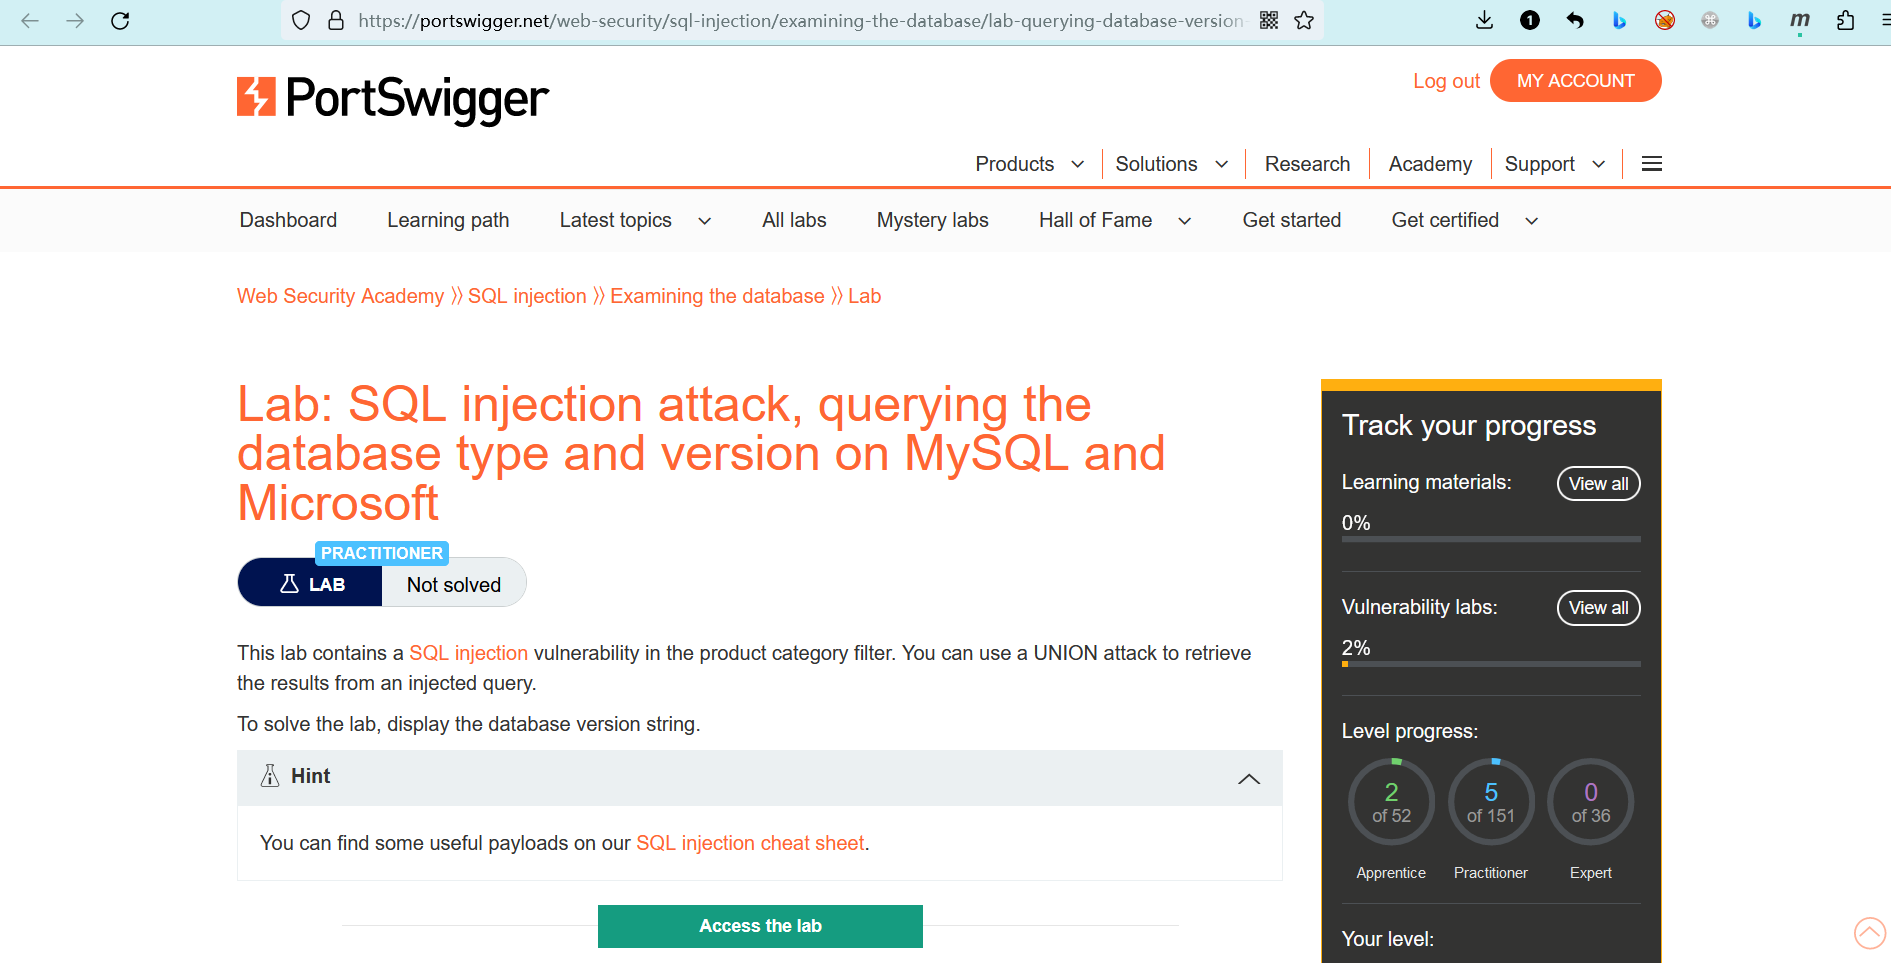 https://portswigger.net/web-security/sql-injection/examining-the-database/lab-querying-database-version-
1
m
PortSwigger
Log out
MY ACCOUNT
Products
Solutions
Research
Academy
Support
Dashboard
Learning path
Latest topics
All labs
Mystery labs
Hall of Fame
Get started
Get certified
Web Security Academy
SQL injection
Examining the database
Lab
Lab: SQL injection attack, querying the
database type and version on MySQL and
Microsoft
PRACTITIONER
LAB
Not solved
This lab contains a SQL injection vulnerability in the product category filter. You can use a UNION attack to retrieve
the results from an injected query.
To solve the lab, display the database version string.
Hint
You can find some useful payloads on our SQL injection cheat sheet.
Access the lab
Track your progress
Learning materials:
View all
0%
Vulnerability labs:
View all
2%
Level progress:
2
of 52
5
of 151
0
of 36
Apprentice
Practitioner
Expert
Your level: